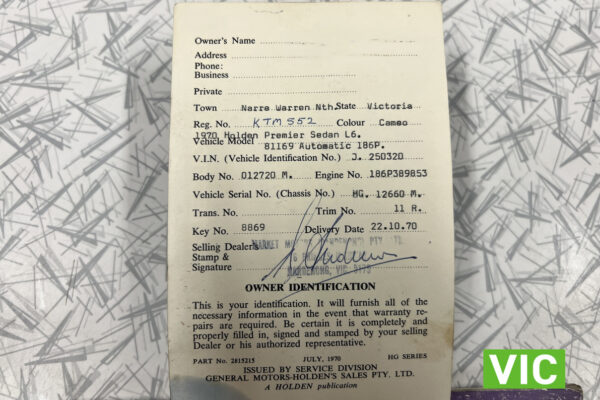 Owner's Name
Address
Phone:
Business
Private
Town Narre Warren Nth. State Victoria
Reg. No. KTM 552 Colour Cameo
1970 Holden Premier Sedan L6.
Vehicle Model 81169 Automatic 186P.
V.I.N. (Vehicle Identification No.) J. 250320
Body No. 012720 M. Engine No. 186P389853
Vehicle Serial No. (Chassis No.) HG. 12660 M.
Trans. No. Trim No. 11 R.
Key No. 8869 Delivery Date 22.10.70
Selling Dealers
Stamp &
Signature
DANDENONG, VIC 3175
OWNER IDENTIFICATION
This is your identification. It will furnish all of the
necessary information in the event that warranty re-
pairs are required. Be certain it is completely and
properly filled in, signed and stamped by your selling
Dealer or his authorized representative.
PART No. 2815215 JULY, 1970 HG SERIES
ISSUED BY SERVICE DIVISION
GENERAL MOTORS-HOLDEN'S SALES PTY. LTD.
A HOLDEN publication
VIC